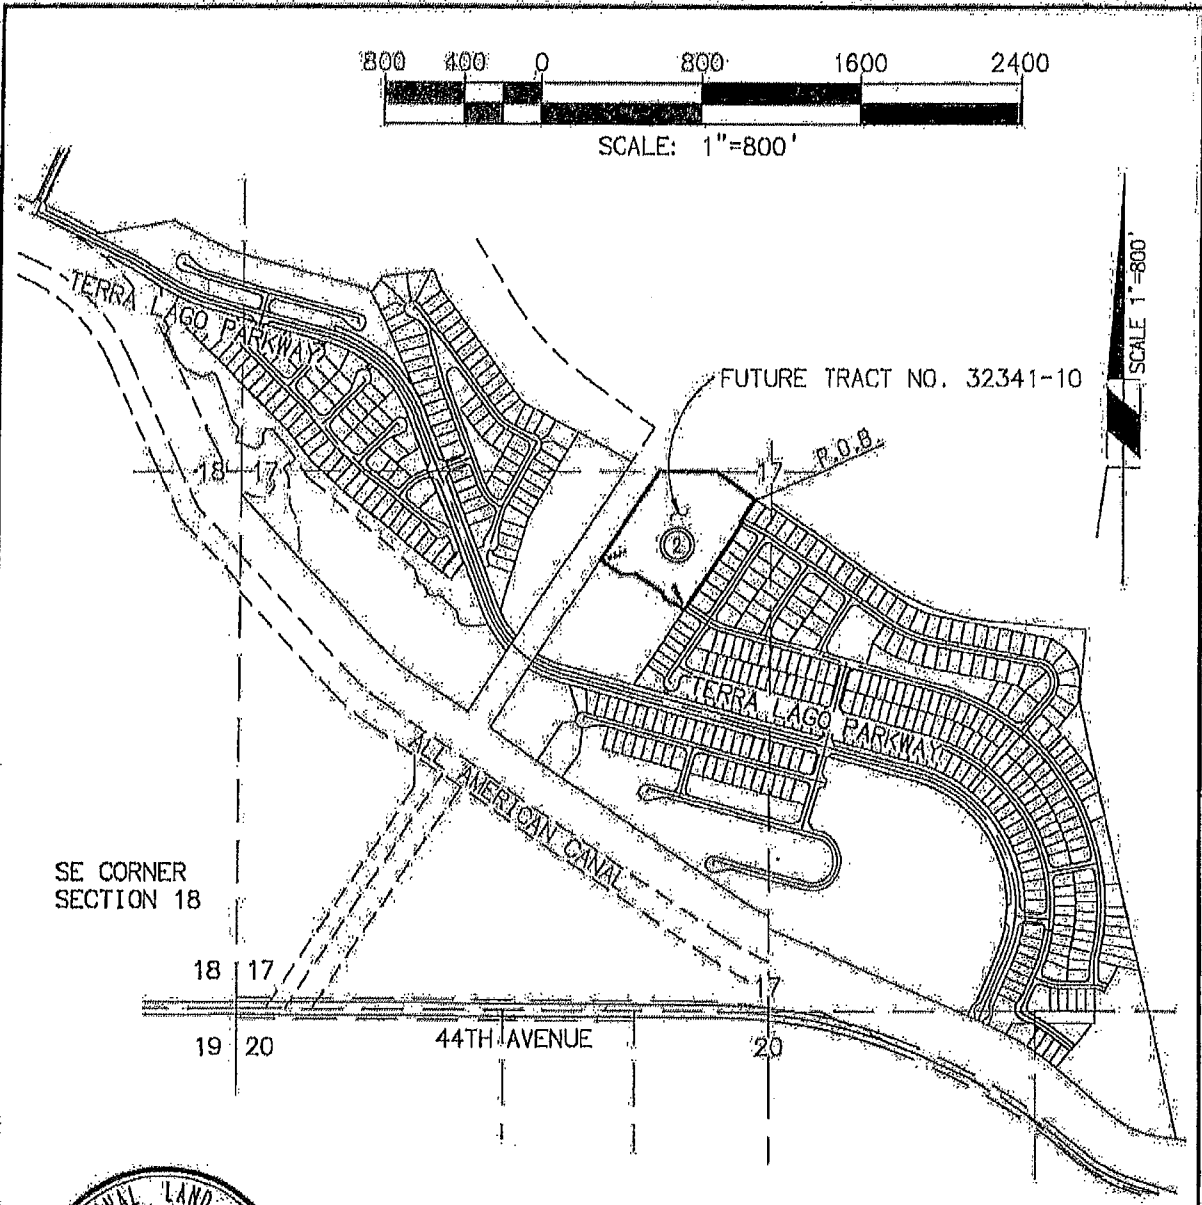 800 400 0 800 1600 2400
SCALE: 1"=800'
SCALE 1"=800'
TERRA LAGO PARKWAY
FUTURE TRACT NO. 32341-10
P.O.B.
18 17
17
2
TERRA LAGO PARKWAY
ALL AMERICAN CANAL
SE CORNER
SECTION 18
18 17
17
44TH AVENUE
19 20
20
LAND